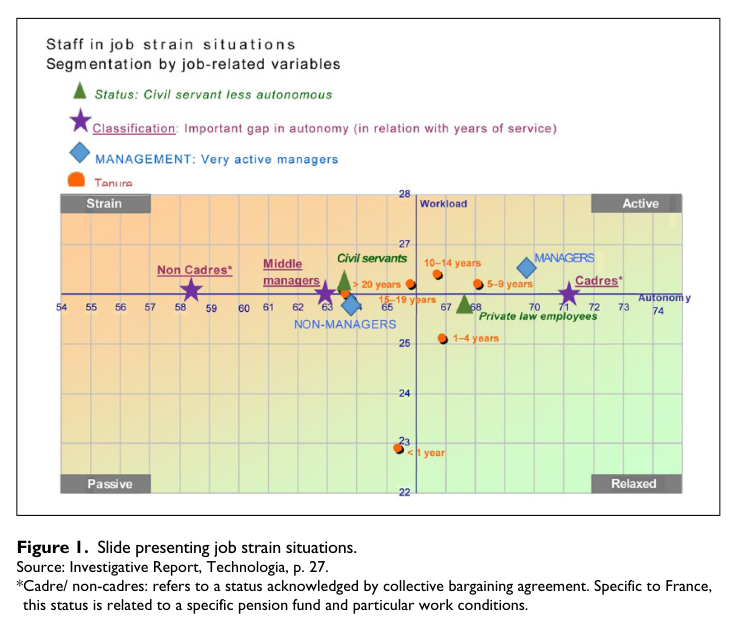 Staff in job strain situations
Segmentation by job-related variables
Status: Civil servant less autonomous
Classification: Important gap in autonomy (in relation with years of service)
MANAGEMENT: Very active managers
Tenure
28
Strain
Workload
Active
27
Civil servants
10–14 years
MANAGERS
Non Cadres*
Middle
managers
> 20 years
5–9 years
Cadres*
15–19 years
Autonomy
54 55 56 57 58 59 60 61 62 63 64 65 67 68 70 71 72 73 74
NON-MANAGERS
Private law employees
25
1–4 years
24
23
< 1 year
Passive
22
Relaxed
Figure 1. Slide presenting job strain situations.
Source: Investigative Report, Technologia, p. 27.
*Cadre/ non-cadres: refers to a status acknowledged by collective bargaining agreement. Specific to France,
this status is related to a specific pension fund and particular work conditions.